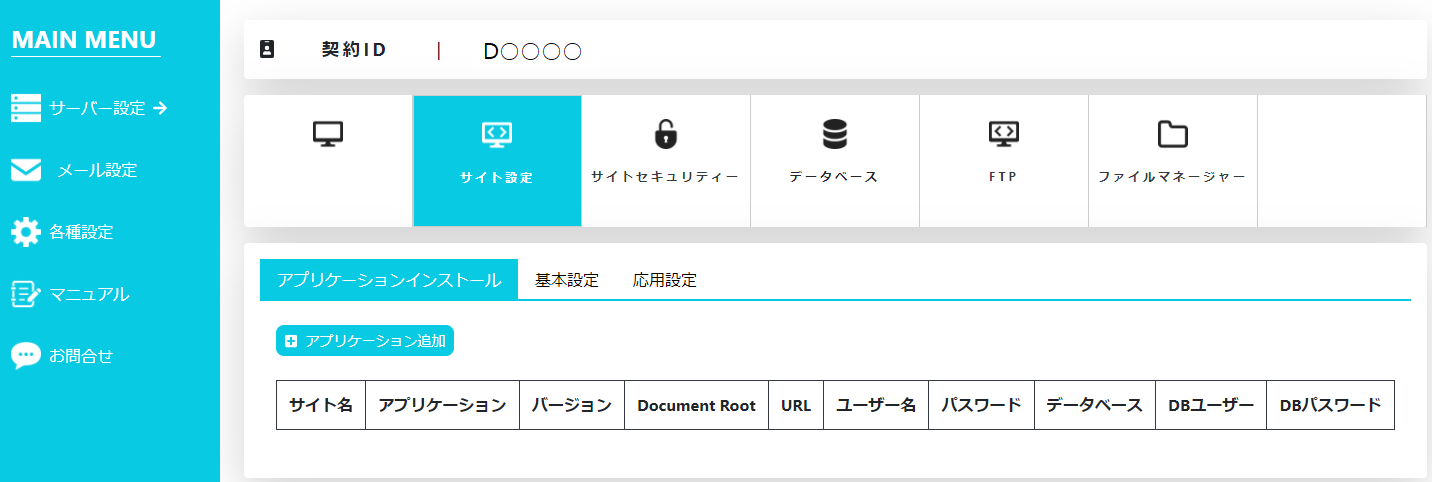 MAIN MENU
サーバー設定
メール設定
各種設定
マニュアル
お問合せ
契約ID | D〇〇〇〇
サイト設定
サイトセキュリティー
データベース
FTP
ファイルマネージャー
アプリケーションインストール 基本設定 応用設定
アプリケーション追加
サイト名 アプリケーション バージョン Document Root URL ユーザー名 パスワード データベース DBユーザー DBパスワード